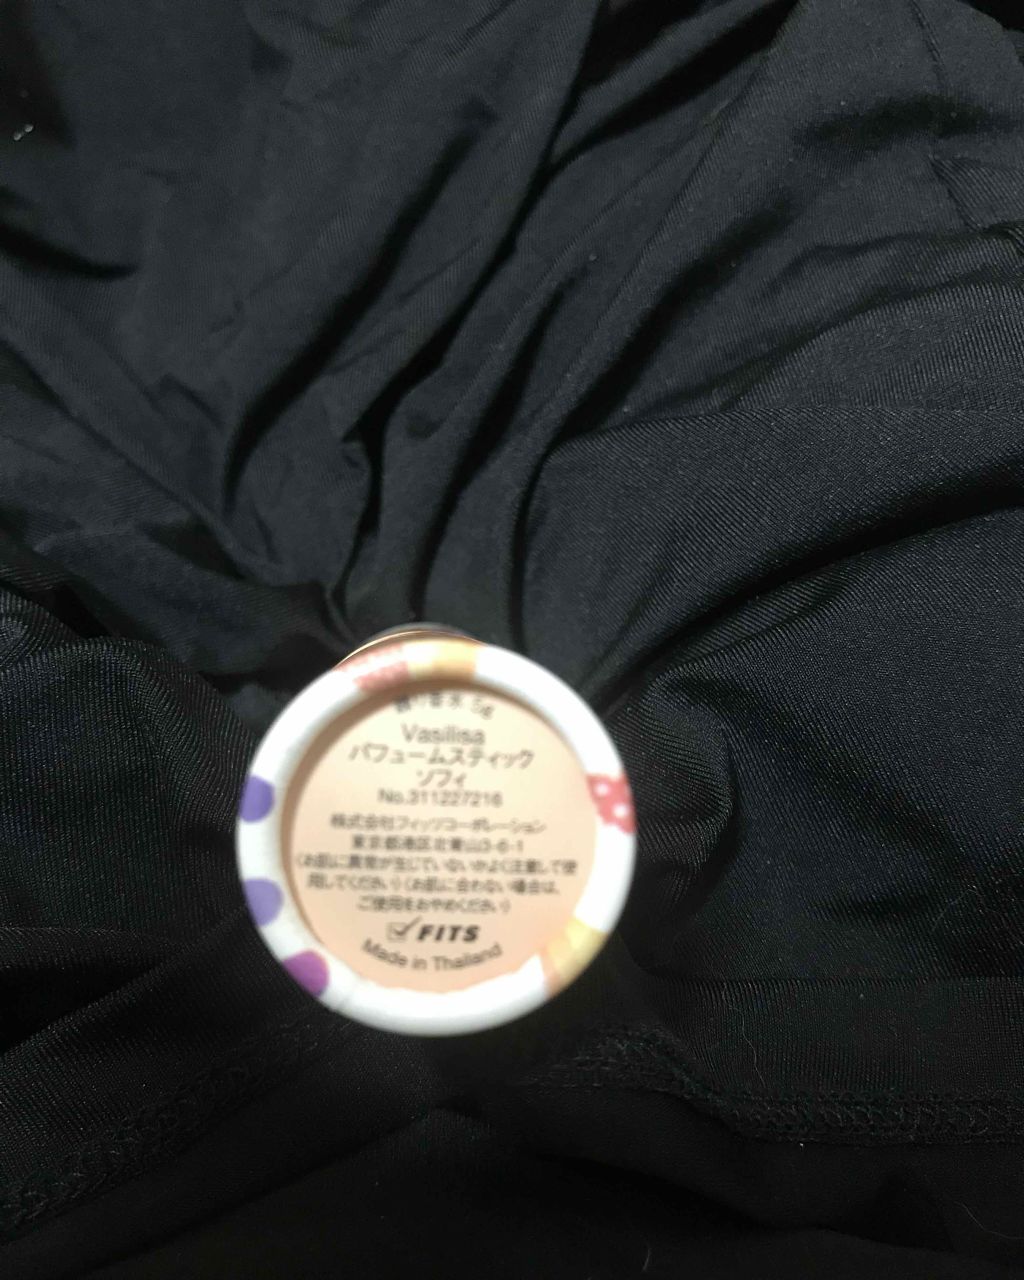 練り香水 5g
Vasilisa
パフュームスティック
ソフィ
No.311227216
株式会社フィッツコーポレーション
東京都港区北青山3-6-1
(お肌に異常が生じていないかよく注意して使
用してください)(お肌に合わない場合は、
ご使用をおやめください)
FITS
Made in Thailand